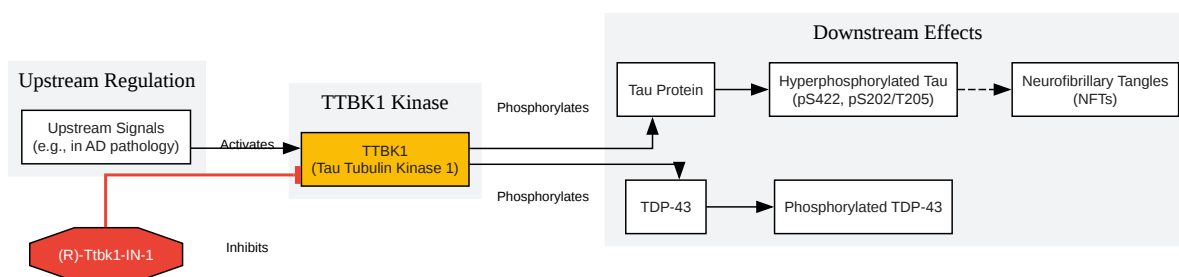 Downstream Effects
Upstream Regulation
TTBK1 Kinase
Phosphorylates
Tau Protein
Hyperphosphorylated Tau
(pS422, pS202/T205)
Neurofibrillary Tangles
(NFTs)
Upstream Signals
(e.g., in AD pathology)
Activates
TTBK1
(Tau Tubulin Kinase 1)
Phosphorylates
TDP-43
Phosphorylated TDP-43
(R)-Ttbk1-IN-1
Inhibits